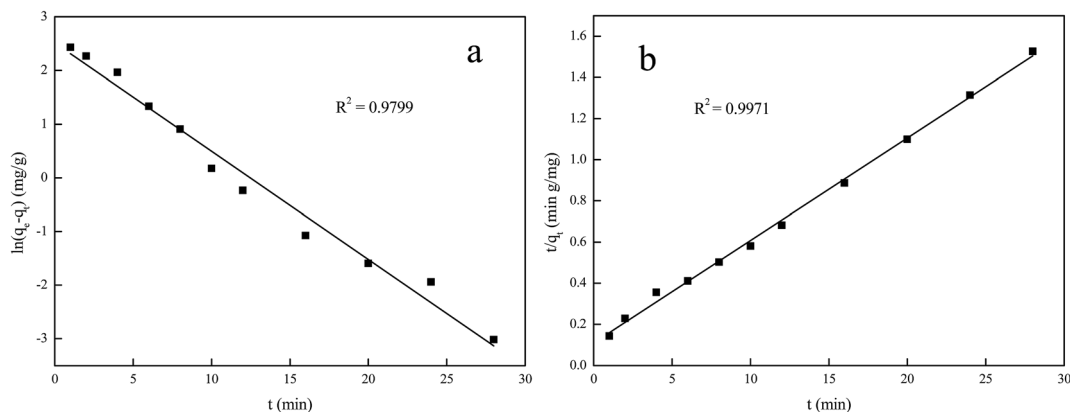 a
R² = 0.9799
ln(qₑ-qₜ) (mg/g)
3
2
1
0
-1
-2
-3
0 5 10 15 20 25 30
t (min)
b
R² = 0.9971
t/qₜ (min g/mg)
1.6
1.4
1.2
1.0
0.8
0.6
0.4
0.2
0.0
0 5 10 15 20 25 30
t (min)